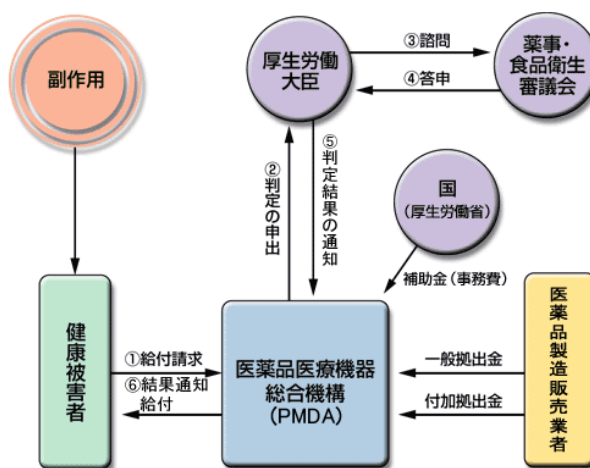 副作用
厚生労働
大臣
③諮問
④答申
薬事・
食品衛生
審議会
②判定の申出
⑤判定結果の通知
国
(厚生労働省)
補助金(事務費)
健康被害者
①給付請求
⑥結果通知
給付
医薬品医療機器
総合機構
(PMDA)
一般拠出金
付加拠出金
医薬品製造販売業者